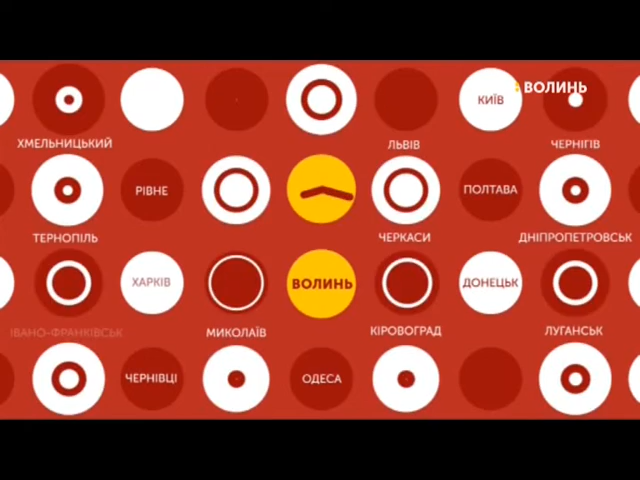 ВОЛИНЬ
КИЇВ
ХМЕЛЬНИЦЬКИЙ
ЛЬВІВ
ЧЕРНІГІВ
РІВНЕ
ПОЛТАВА
ТЕРНОПІЛЬ
ЧЕРКАСИ
ДНІПРОПЕТРОВСЬК
ХАРКІВ
ВОЛИНЬ
ДОНЕЦЬК
ІВАНО-ФРАНКІВСЬК
МИКОЛАЇВ
КІРОВОГРАД
ЛУГАНСЬК
ЧЕРНІВЦІ
ОДЕСА